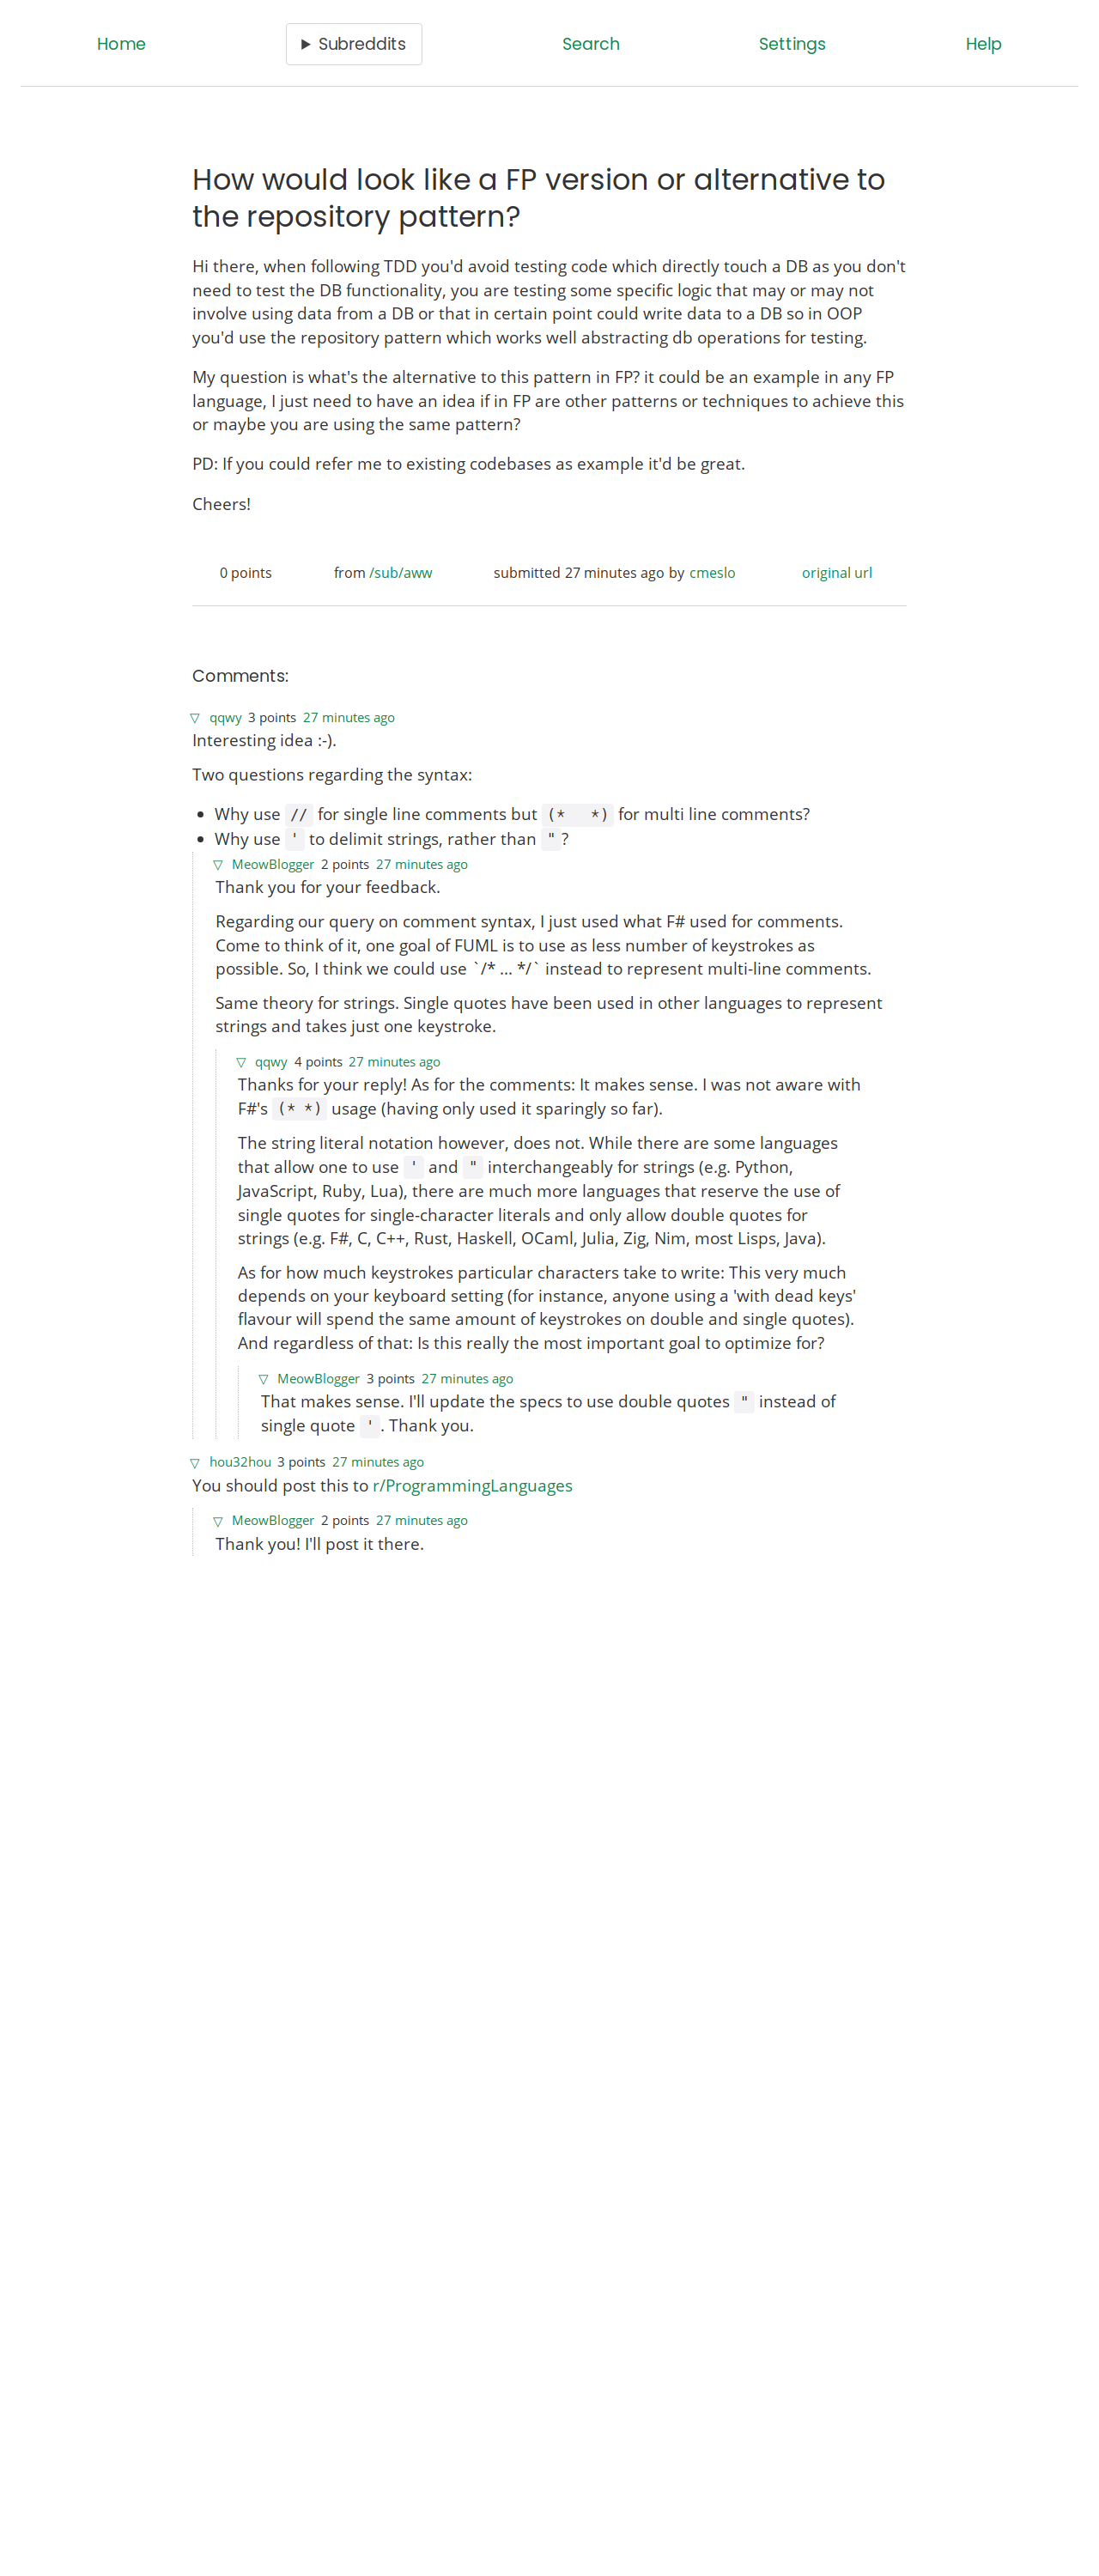 Home
▶ Subreddits
Search
Settings
Help
How would look like a FP version or alternative to
the repository pattern?
Hi there, when following TDD you'd avoid testing code which directly touch a DB as you don't
need to test the DB functionality, you are testing some specific logic that may or may not
involve using data from a DB or that in certain point could write data to a DB so in OOP
you'd use the repository pattern which works well abstracting db operations for testing.
My question is what's the alternative to this pattern in FP? it could be an example in any FP
language, I just need to have an idea if in FP are other patterns or techniques to achieve this
or maybe you are using the same pattern?
PD: If you could refer me to existing codebases as example it'd be great.
Cheers!
0 points
from /sub/aww
submitted 27 minutes ago by cmeslo
original url
Comments:
▽ qqwy 3 points 27 minutes ago
Interesting idea :-).
Two questions regarding the syntax:
• Why use // for single line comments but (*   *) for multi line comments?
• Why use ' to delimit strings, rather than " ?
▽ MeowBlogger 2 points 27 minutes ago
Thank you for your feedback.
Regarding our query on comment syntax, I just used what F# used for comments.
Come to think of it, one goal of FUML is to use as less number of keystrokes as
possible. So, I think we could use `/* ... */` instead to represent multi-line comments.
Same theory for strings. Single quotes have been used in other languages to represent
strings and takes just one keystroke.
▽ qqwy 4 points 27 minutes ago
Thanks for your reply! As for the comments: It makes sense. I was not aware with
F#'s (* *) usage (having only used it sparingly so far).
The string literal notation however, does not. While there are some languages
that allow one to use ' and " interchangeably for strings (e.g. Python,
JavaScript, Ruby, Lua), there are much more languages that reserve the use of
single quotes for single-character literals and only allow double quotes for
strings (e.g. F#, C, C++, Rust, Haskell, OCaml, Julia, Zig, Nim, most Lisps, Java).
As for how much keystrokes particular characters take to write: This very much
depends on your keyboard setting (for instance, anyone using a 'with dead keys'
flavour will spend the same amount of keystrokes on double and single quotes).
And regardless of that: Is this really the most important goal to optimize for?
▽ MeowBlogger 3 points 27 minutes ago
That makes sense. I'll update the specs to use double quotes " instead of
single quote ' . Thank you.
▽ hou32hou 3 points 27 minutes ago
You should post this to r/ProgrammingLanguages
▽ MeowBlogger 2 points 27 minutes ago
Thank you! I'll post it there.